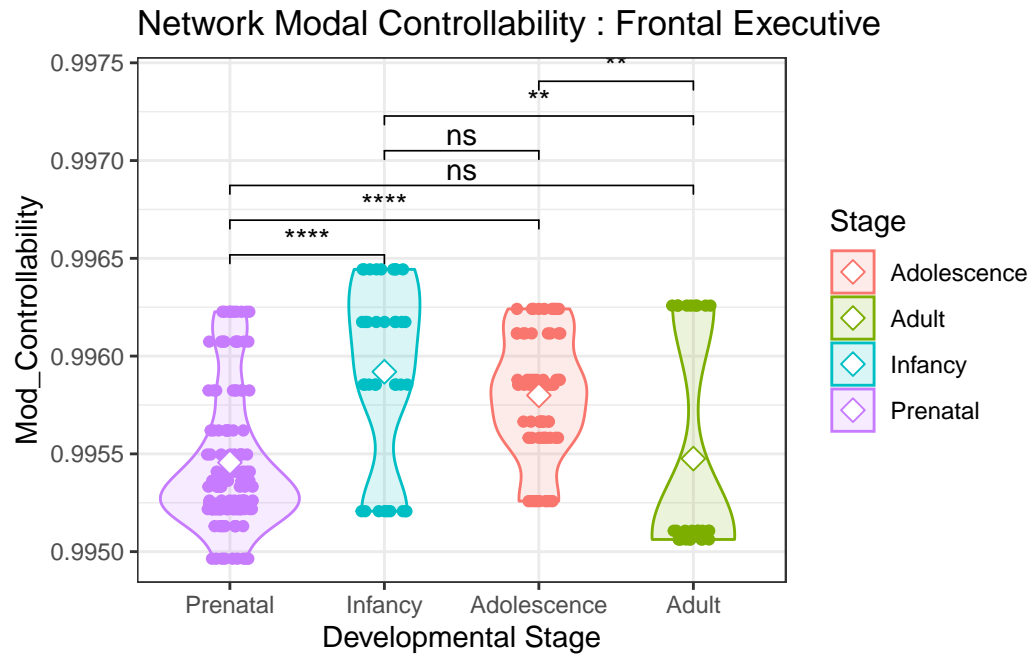 Network Modal Controllability : Frontal Executive
Mod_Controllability
0.9975
0.9970
0.9965
0.9960
0.9955
0.9950
**
**
ns
ns
****
****
Prenatal
Infancy
Adolescence
Adult
Developmental Stage
Stage
Adolescence
Adult
Infancy
Prenatal